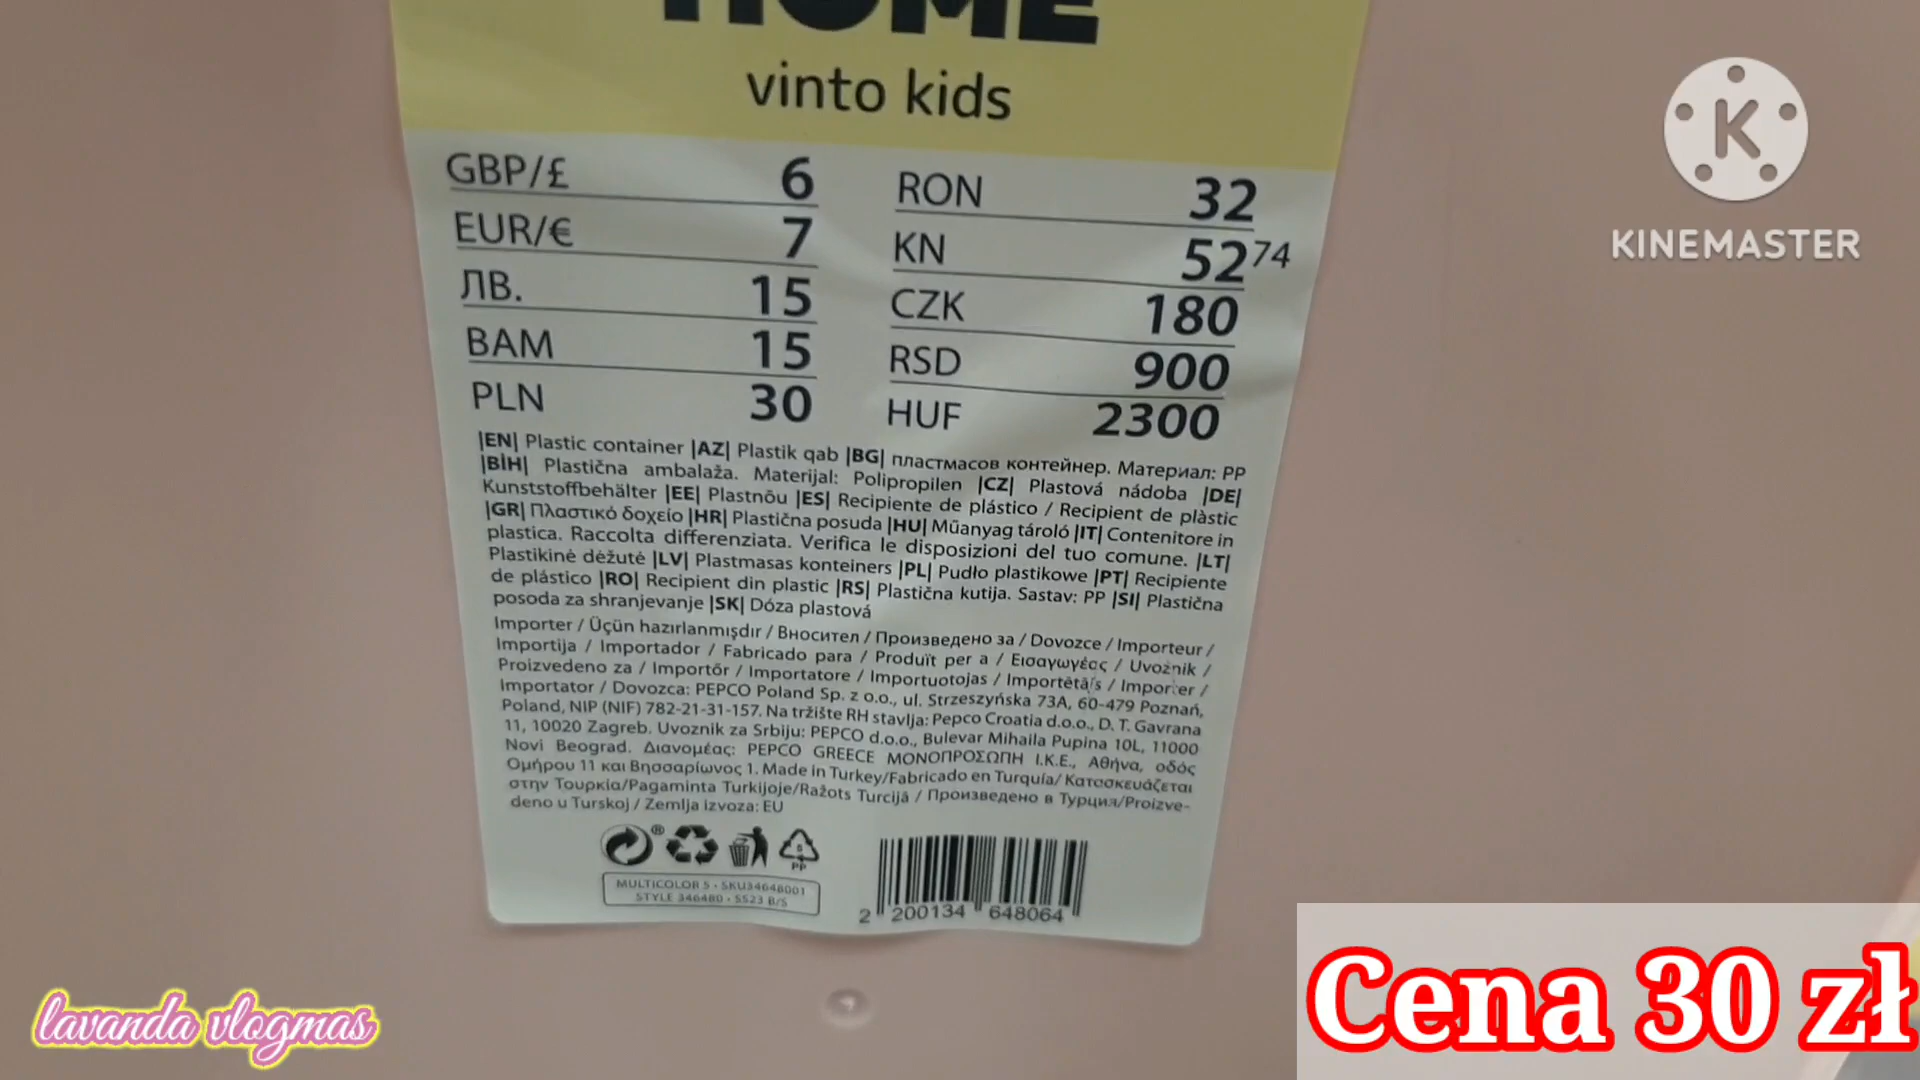 HOME
vinto kids
GBP/£ 6
EUR/€ 7
ЛВ. 15
BAM 15
PLN 30
RON 32
KN 52 74
CZK 180
RSD 900
HUF 2300
|EN| Plastic container |AZ| Plastik qab |BG| пластмасов контейнер. Материал: PP
|BİH| Plastična ambalaža. Materijal: Polipropilen |CZ| Plastová nádoba |DE|
Kunststoffbehälter |EE| Plastnõu |ES| Recipiente de plástico / Recipient de plàstic
|GR| Πλαστικό δοχείο |HR| Plastična posuda |HU| Műanyag tároló |IT| Contenitore in
plastica. Raccolta differenziata. Verifica le disposizioni del tuo comune. |LT|
Plastikinė dėžutė |LV| Plastmasas konteiners |PL| Pudło plastikowe |PT| Recipiente
de plástico |RO| Recipient din plastic |RS| Plastična kutija. Sastav: PP |SI| Plastična
posoda za shranjevanje |SK| Dóza plastová
Importer / Üçün hazırlanmışdır / Вносител / Произведено за / Dovozce / Importeur /
Importija / Importador / Fabricado para / Produït per a / Εισαγωγέας / Uvoznik /
Proizvedeno za / Importőr / Importatore / Importuotojas / Importētājs / Importer /
Importator / Dovozca: PEPCO Poland Sp. z o.o., ul. Strzeszyńska 73A, 60-479 Poznań,
Poland, NIP (NIF) 782-21-31-157. Na tržište RH stavlja: Pepco Croatia d.o.o., D. T. Gavrana
11, 10020 Zagreb. Uvoznik za Srbiju: PEPCO d.o.o., Bulevar Mihaila Pupina 10L, 11000
Novi Beograd. Διανομέας: PEPCO GREECE ΜΟΝΟΠΡΟΣΩΠΗ Ι.Κ.Ε., Αθήνα, οδός
Ομήρου 11 και Βησσαρίωνος 1. Made in Turkey/Fabricado en Turquía/ Κατασκευάζεται
στην Τουρκία/Pagaminta Turkijoje/Ražots Turcijā / Произведено в Турция/Proizve-
deno u Turskoj / Zemlja izvoza: EU
5
PP
MULTICOLOR S • SKU34648001
STYLE 346480 • SS23 B/S
2 200134 648064
KINEMASTER
lavanda vlogmas
Cena 30 zł